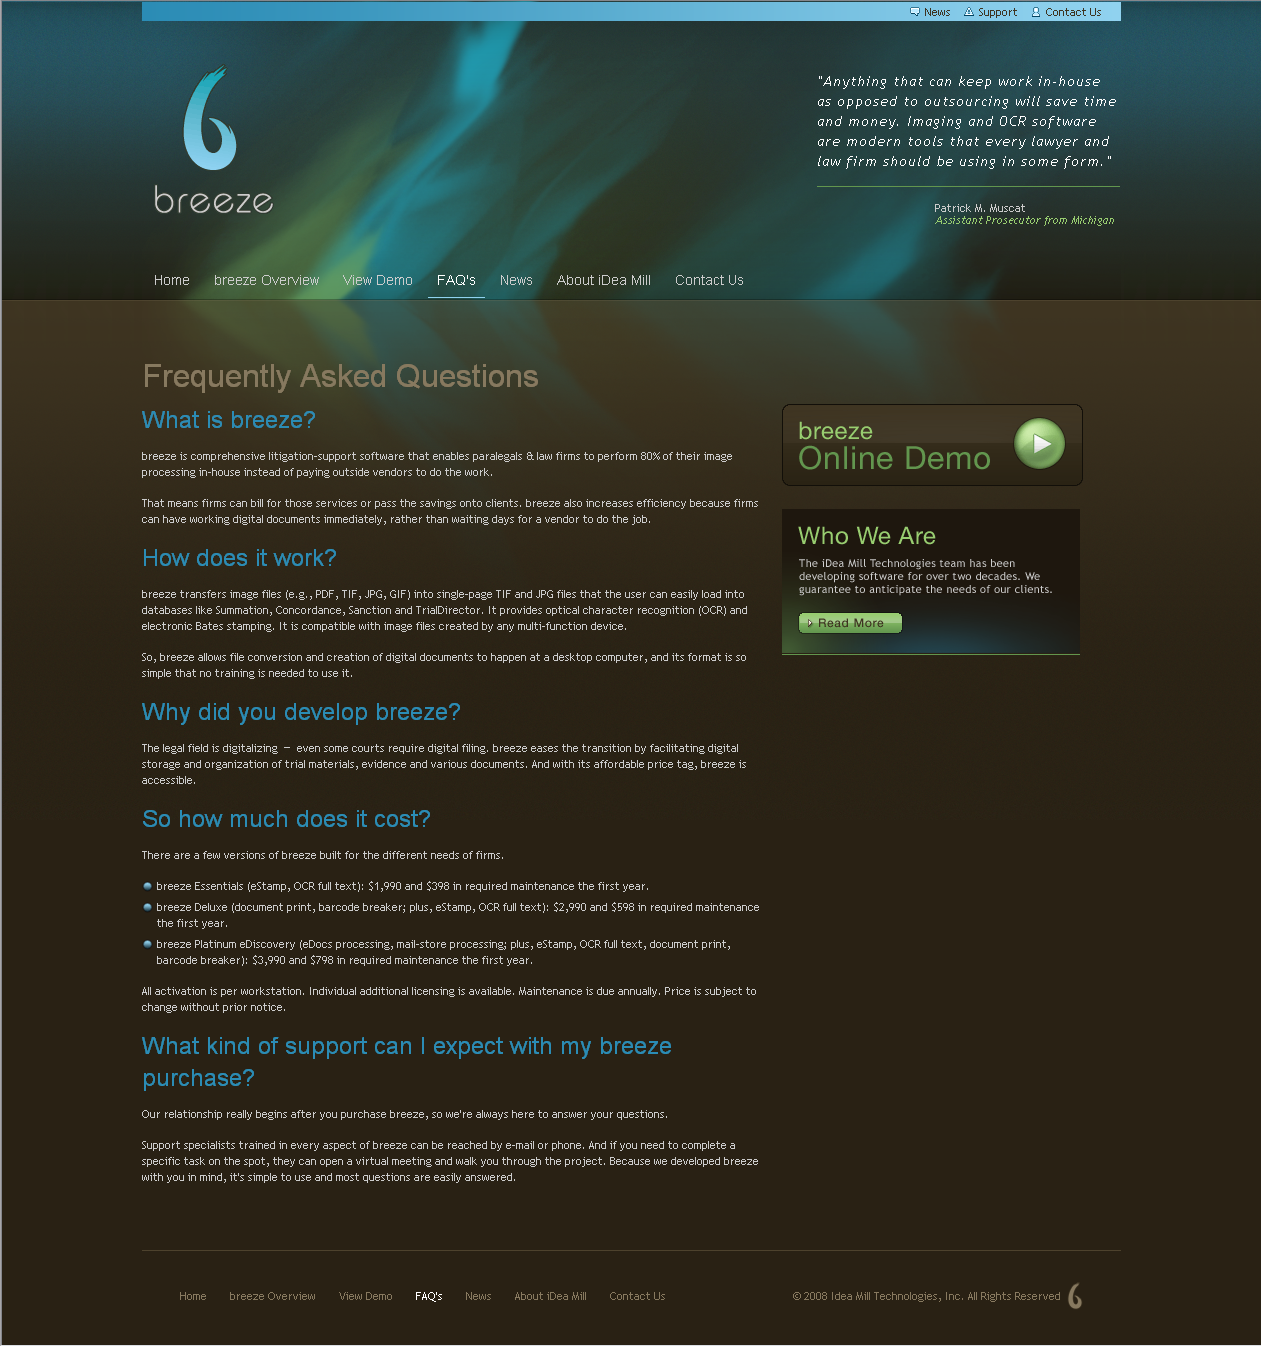 News Support Contact Us
breeze
"Anything that can keep work in-house
as opposed to outsourcing will save time
and money. Imaging and OCR software
are modern tools that every lawyer and
law firm should be using in some form."
Patrick M. Muscat
Assistant Prosecutor from Michigan
Home breeze Overview View Demo FAQ's News About iDea Mill Contact Us
Frequently Asked Questions
What is breeze?
breeze is comprehensive litigation-support software that enables paralegals & law firms to perform 80% of their image
processing in-house instead of paying outside vendors to do the work.
That means firms can bill for those services or pass the savings onto clients. breeze also increases efficiency because firms
can have working digital documents immediately, rather than waiting days for a vendor to do the job.
How does it work?
breeze transfers image files (e.g., PDF, TIF, JPG, GIF) into single-page TIF and JPG files that the user can easily load into
databases like Summation, Concordance, Sanction and TrialDirector. It provides optical character recognition (OCR) and
electronic Bates stamping. It is compatible with image files created by any multi-function device.
So, breeze allows file conversion and creation of digital documents to happen at a desktop computer, and its format is so
simple that no training is needed to use it.
Why did you develop breeze?
The legal field is digitalizing – even some courts require digital filing. breeze eases the transition by facilitating digital
storage and organization of trial materials, evidence and various documents. And with its affordable price tag, breeze is
accessible.
So how much does it cost?
There are a few versions of breeze built for the different needs of firms.
breeze Essentials (eStamp, OCR full text): $1,990 and $398 in required maintenance the first year.
breeze Deluxe (document print, barcode breaker; plus, eStamp, OCR full text): $2,990 and $598 in required maintenance
the first year.
breeze Platinum eDiscovery (eDocs processing, mail-store processing; plus, eStamp, OCR full text, document print,
barcode breaker): $3,990 and $798 in required maintenance the first year.
All activation is per workstation. Individual additional licensing is available. Maintenance is due annually. Price is subject to
change without prior notice.
What kind of support can I expect with my breeze
purchase?
Our relationship really begins after you purchase breeze, so we're always here to answer your questions.
Support specialists trained in every aspect of breeze can be reached by e-mail or phone. And if you need to complete a
specific task on the spot, they can open a virtual meeting and walk you through the project. Because we developed breeze
with you in mind, it's simple to use and most questions are easily answered.
breeze
Online Demo
Who We Are
The iDea Mill Technologies team has been
developing software for over two decades. We
guarantee to anticipate the needs of our clients.
Read More
Home breeze Overview View Demo FAQ's News About iDea Mill Contact Us
© 2008 Idea Mill Technologies, Inc. All Rights Reserved